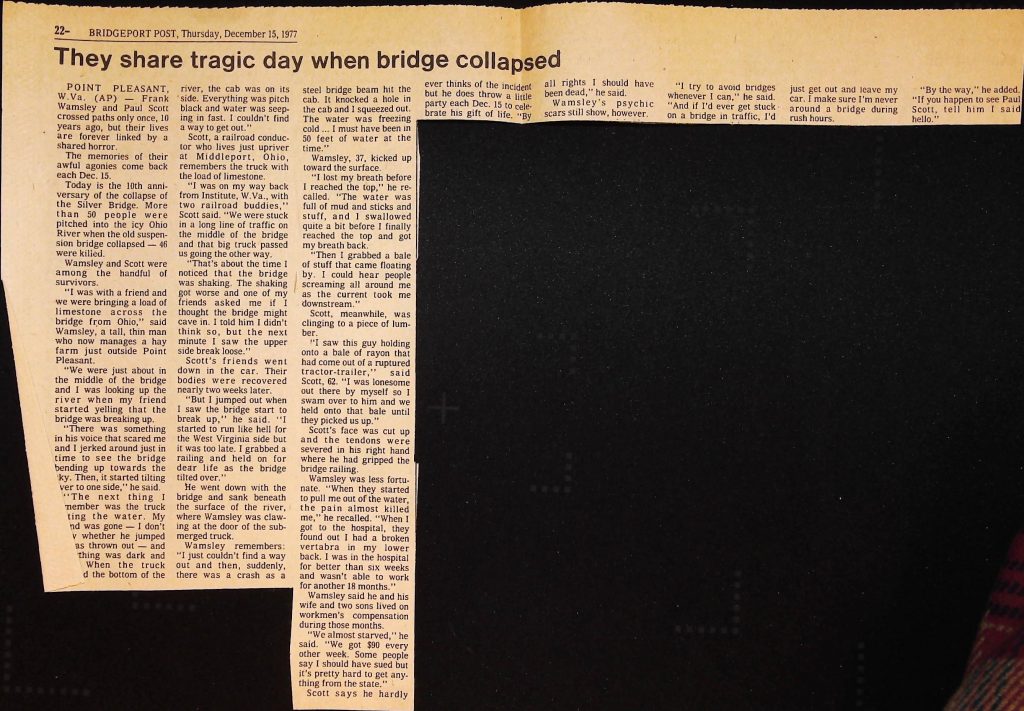 22-
BRIDGEPORT POST, Thursday, December 15, 1977
They share tragic day when bridge collapsed
POINT PLEASANT,
W.Va. (AP) — Frank
Wamsley and Paul Scott
crossed paths only once, 10
years ago, but their lives
are forever linked by a
shared horror.
The memories of their
awful agonies come back
each Dec. 15.
Today is the 10th anni-
versary of the collapse of
the Silver Bridge. More
than 50 people were
pitched into the icy Ohio
River when the old suspen-
sion bridge collapsed — 46
were killed.
Wamsley and Scott were
among the handful of
survivors.
"I was with a friend and
we were bringing a load of
limestone across the
bridge from Ohio," said
Wamsley, a tall, thin man
who now manages a hay
farm just outside Point
Pleasant.
"We were just about in
the middle of the bridge
and I was looking up the
river when my friend
started yelling that the
bridge was breaking up.
"There was something
in his voice that scared me
and I jerked around just in
time to see the bridge
bending up towards the
ky. Then, it started tilting
ver to one side," he said.
"The next thing I
member was the truck
ting the water. My
nd was gone — I don't
whether he jumped
as thrown out — and
thing was dark and
When the truck
d the bottom of the
river, the cab was on its
side. Everything was pitch
black and water was seep-
ing in fast. I couldn't find
a way to get out."
Scott, a railroad conduc-
tor who lives just upriver
at Middleport, Ohio,
remembers the truck with
the load of limestone.
"I was on my way back
from Institute, W.Va., with
two railroad buddies,"
Scott said. "We were stuck
in a long line of traffic on
the middle of the bridge
and that big truck passed
us going the other way.
"That's about the time I
noticed that the bridge
was shaking. The shaking
got worse and one of my
friends asked me if I
thought the bridge might
cave in. I told him I didn't
think so, but the next
minute I saw the upper
side break loose."
Scott's friends went
down in the car. Their
bodies were recovered
nearly two weeks later.
"But I jumped out when
I saw the bridge start to
break up," he said. "I
started to run like hell for
the West Virginia side but
it was too late. I grabbed a
railing and held on for
dear life as the bridge
tilted over."
He went down with the
bridge and sank beneath
the surface of the river,
where Wamsley was claw-
ing at the door of the sub-
merged truck.
Wamsley remembers:
"I just couldn't find a way
out and then, suddenly,
there was a crash as a
steel bridge beam hit the
cab. It knocked a hole in
the cab and I squeezed out.
The water was freezing
cold ... I must have been in
50 feet of water at the
time."
Wamsley, 37, kicked up
toward the surface.
"I lost my breath before
I reached the top," he re-
called. "The water was
full of mud and sticks and
stuff, and I swallowed
quite a bit before I finally
reached the top and got
my breath back.
"Then I grabbed a bale
of stuff that came floating
by. I could hear people
screaming all around me
as the current took me
downstream."
Scott, meanwhile, was
clinging to a piece of lum-
ber.
"I saw this guy holding
onto a bale of rayon that
had come out of a ruptured
tractor-trailer," said
Scott, 62. "I was lonesome
out there by myself so I
swam over to him and we
held onto that bale until
they picked us up."
Scott's face was cut up
and the tendons were
severed in his right hand
where he had gripped the
bridge railing.
Wamsley was less fortu-
nate. "When they started
to pull me out of the water,
the pain almost killed
me," he recalled. "When I
got to the hospital, they
found out I had a broken
vertabra in my lower
back. I was in the hospital
for better than six weeks
and wasn't able to work
for another 18 months."
Wamsley said he and his
wife and two sons lived on
workmen's compensation
during those months.
"We almost starved," he
said. "We got $90 every
other week. Some people
say I should have sued but
it's pretty hard to get any-
thing from the state."
Scott says he hardly
ever thinks of the incident
but he does throw a little
party each Dec. 15 to cele-
brate his gift of life. "By
all rights I should have
been dead," he said.
Wamsley's psychic
scars still show, however.
"I try to avoid bridges
whenever I can," he said.
"And if I'd ever get stuck
on a bridge in traffic, I'd
just get out and leave my
car. I make sure I'm never
around a bridge during
rush hours.
"By the way," he added.
"If you happen to see Paul
Scott, tell him I said
hello."